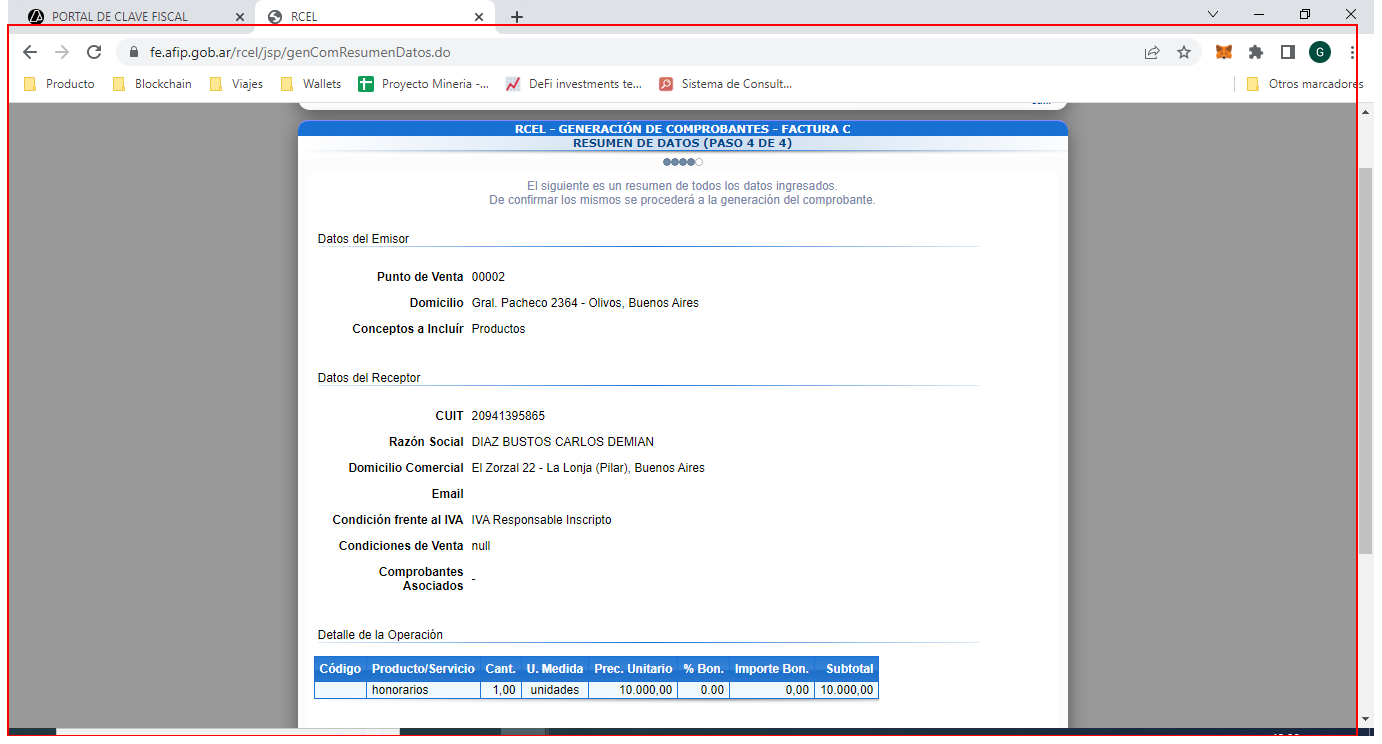 PORTAL DE CLAVE FISCAL
RCEL
fe.afip.gob.ar/rcel/jsp/genComResumenDatos.do
G
Producto
Blockchain
Viajes
Wallets
Proyecto Mineria -...
DeFi investments te...
Sistema de Consult...
Otros marcadores
RCEL - GENERACIÓN DE COMPROBANTES - FACTURA C
RESUMEN DE DATOS (PASO 4 DE 4)
El siguiente es un resumen de todos los datos ingresados.
De confirmar los mismos se procederá a la generación del comprobante.
Datos del Emisor
Punto de Venta 00002
Domicilio Gral. Pacheco 2364 - Olivos, Buenos Aires
Conceptos a Incluír Productos
Datos del Receptor
CUIT 20941395865
Razón Social DIAZ BUSTOS CARLOS DEMIAN
Domicilio Comercial El Zorzal 22 - La Lonja (Pilar), Buenos Aires
Email
Condición frente al IVA IVA Responsable Inscripto
Condiciones de Venta null
Comprobantes
Asociados -
Detalle de la Operación
Código Producto/Servicio Cant. U. Medida Prec. Unitario % Bon. Importe Bon. Subtotal
honorarios 1,00 unidades 10.000,00 0.00 0,00 10.000,00